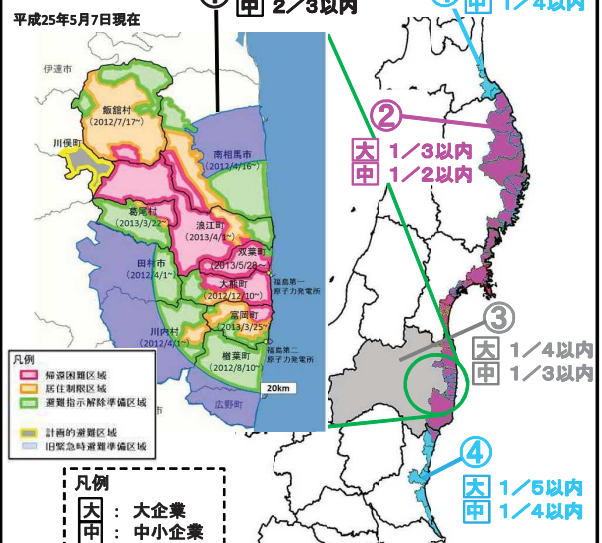 ① 中 2／3以内
④ 中 1／4以内
平成25年5月7日現在
伊達市
飯舘村
(2012/7/17~)
川俣町
南相馬市
(2012/4/16~)
葛尾村
(2013/3/22~)
浪江町
(2013/4/1~)
双葉町
(2013/5/28~)
田村市
(2012/4/1~)
大熊町
(2012/12/10~)
福島第一
原子力発電所
富岡町
(2013/3/25~)
川内村
(2012/4/1~)
福島第二
原子力発電所
楢葉町
(2012/8/10~)
20km
広野町
凡例
帰還困難区域
居住制限区域
避難指示解除準備区域
計画的避難区域
旧緊急時避難準備区域
市
②
大 1／3以内
中 1／2以内
③
大 1／4以内
中 1／3以内
④
大 1／5以内
中 1／4以内
凡例
大 ： 大企業
中 ： 中小企業